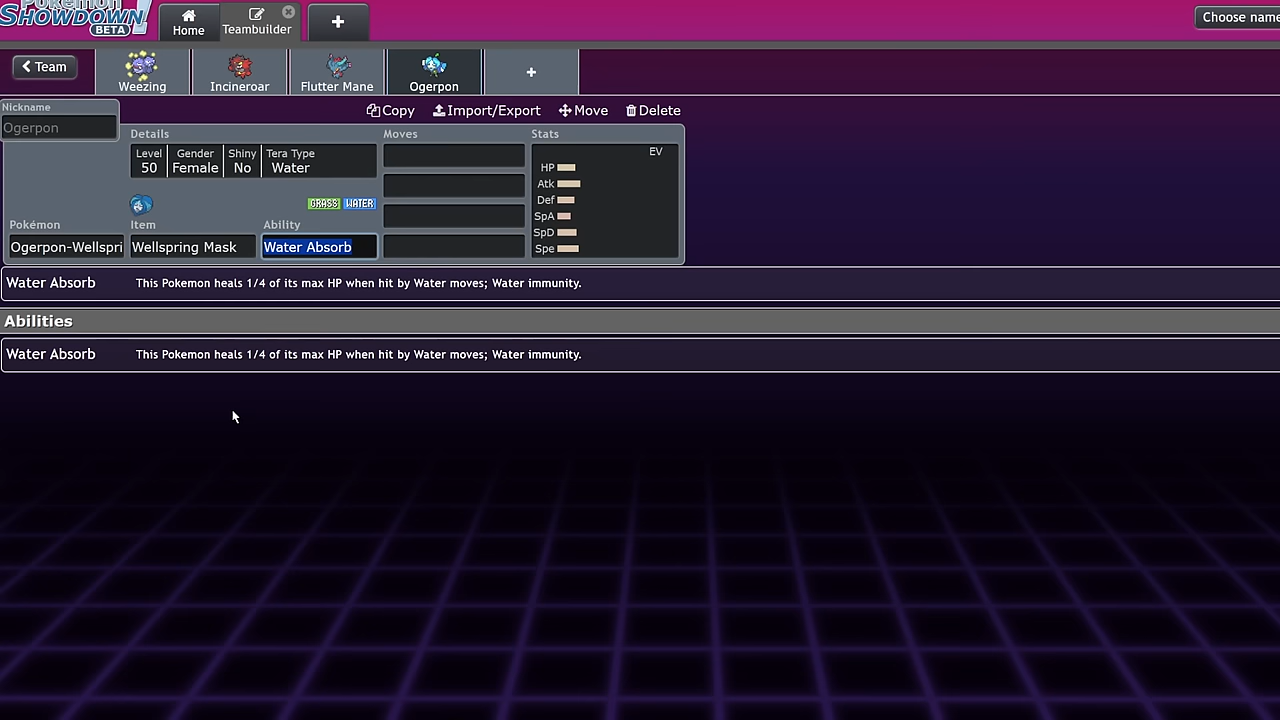 Pokémon
SHOWDOWN!
BETA
Home
Teambuilder
+
Choose name
Team
Weezing
Incineroar
Flutter Mane
Ogerpon
+
Nickname
Ogerpon
Copy
Import/Export
Move
Delete
Details
Moves
Stats
Level
Gender
Shiny
Tera Type
50
Female
No
Water
EV
HP
Atk
Def
SpA
SpD
Spe
GRASS WATER
Pokémon
Item
Ability
Ogerpon-Wellspri
Wellspring Mask
Water Absorb
Water Absorb This Pokemon heals 1/4 of its max HP when hit by Water moves; Water immunity.
Abilities
Water Absorb This Pokemon heals 1/4 of its max HP when hit by Water moves; Water immunity.